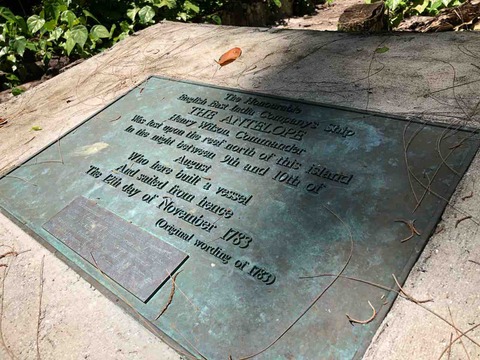 The Honourable
English East India Company's Ship
THE ANTELOPE
Henry Wilson Commander
Was lost upon the reef north of this island
In the night between 9th and 10th of
August
Who here built a vessel
And sailed from hence
The 12th day of November 1783
(Original wording of 1783)